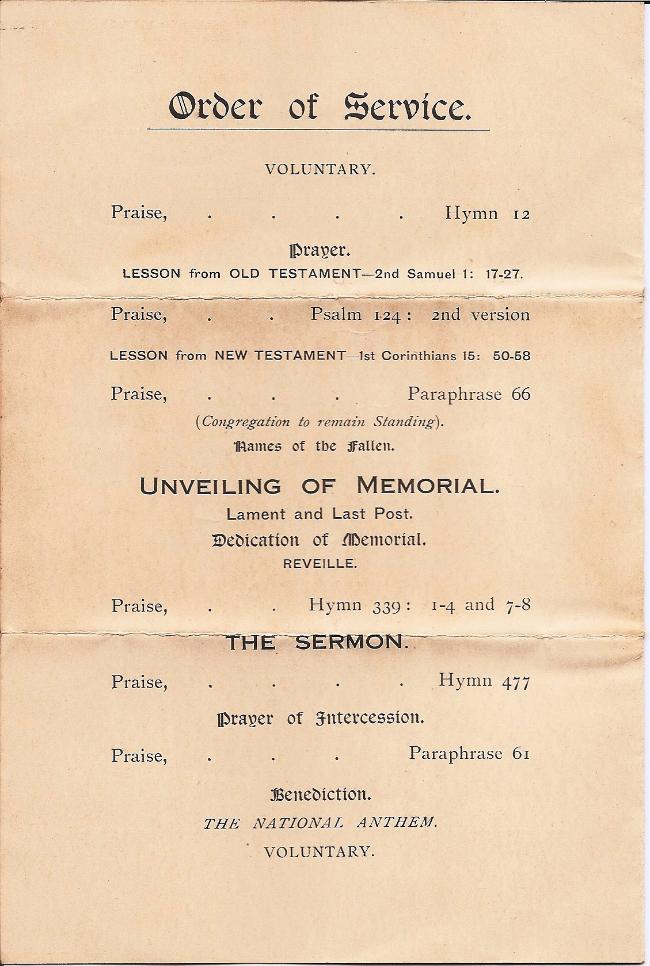 Order of Service.
VOLUNTARY.
Praise, . . . . Hymn 12
Prayer.
LESSON from OLD TESTAMENT—2nd Samuel 1: 17-27.
Praise, . . Psalm 124: 2nd version
LESSON from NEW TESTAMENT—1st Corinthians 15: 50-58
Praise, . . . Paraphrase 66
(Congregation to remain Standing).
Names of the Fallen.
UNVEILING OF MEMORIAL.
Lament and Last Post.
Dedication of Memorial.
REVEILLE.
Praise, . . Hymn 339: 1-4 and 7-8
THE SERMON.
Praise, . . . . Hymn 477
Prayer of Intercession.
Praise, . . . Paraphrase 61
Benediction.
THE NATIONAL ANTHEM.
VOLUNTARY.